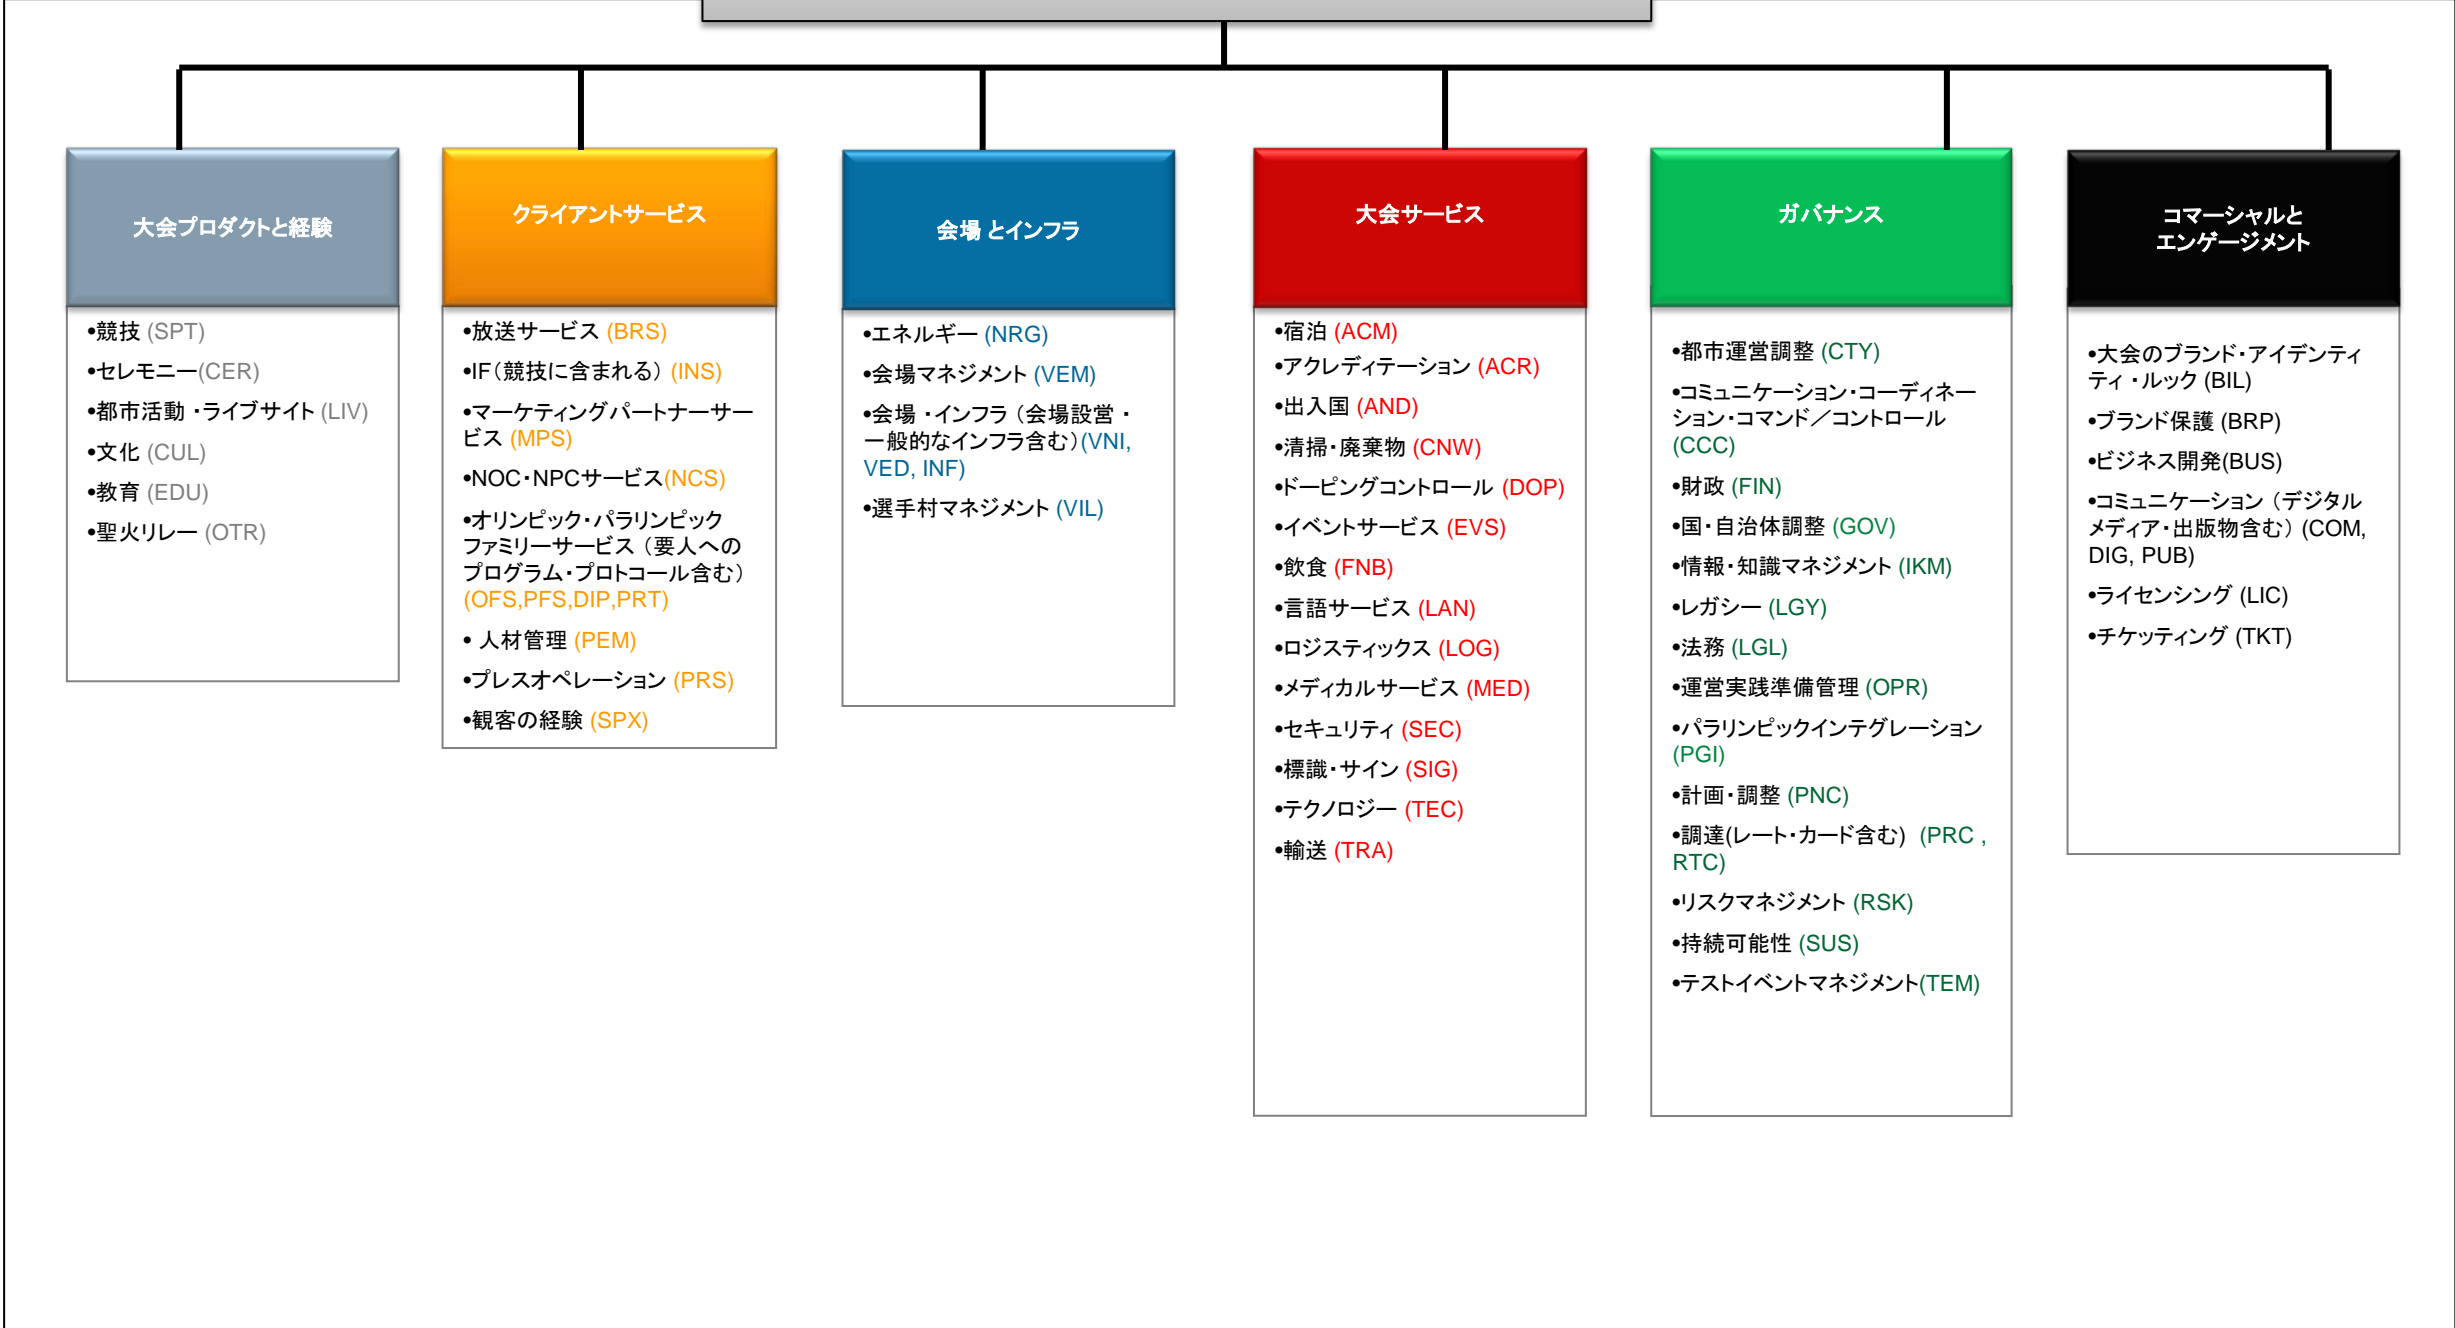 大会プロダクトと経験
•競技 (SPT)
•セレモニー(CER)
•都市活動 ・ライブサイト (LIV)
•文化 (CUL)
•教育 (EDU)
•聖火リレー (OTR)
クライアントサービス
•放送サービス (BRS)
•IF（競技に含まれる） (INS)
•マーケティングパートナーサー
ビス (MPS)
•NOC・NPCサービス(NCS)
•オリンピック・パラリンピック
ファミリーサービス （要人への
プログラム・プロトコール含む）
(OFS,PFS,DIP,PRT)
• 人材管理 (PEM)
•プレスオペレーション (PRS)
•観客の経験 (SPX)
会場 とインフラ
•エネルギー (NRG)
•会場マネジメント (VEM)
•会場 ・インフラ （会場設営 ・
一般的なインフラ含む）(VNI,
VED, INF)
•選手村マネジメント (VIL)
大会サービス
•宿泊 (ACM)
•アクレディテーション (ACR)
•出入国 (AND)
•清掃・廃棄物 (CNW)
•ドーピングコントロール (DOP)
•イベントサービス (EVS)
•飲食 (FNB)
•言語サービス (LAN)
•ロジスティックス (LOG)
•メディカルサービス (MED)
•セキュリティ (SEC)
•標識・サイン (SIG)
•テクノロジー (TEC)
•輸送 (TRA)
ガバナンス
•都市運営調整 (CTY)
•コミュニケーション・コーディネー
ション・コマンド／コントロール
(CCC)
•財政 (FIN)
•国・自治体調整 (GOV)
•情報・知識マネジメント (IKM)
•レガシー (LGY)
•法務 (LGL)
•運営実践準備管理 (OPR)
•パラリンピックインテグレーション
(PGI)
•計画・調整 (PNC)
•調達(レート・カード含む) (PRC ,
RTC)
•リスクマネジメント (RSK)
•持続可能性 (SUS)
•テストイベントマネジメント(TEM)
コマーシャルと
エンゲージメント
•大会のブランド・アイデンティ
ティ ・ルック (BIL)
•ブランド保護 (BRP)
•ビジネス開発(BUS)
•コミュニケーション （デジタル
メディア・出版物含む） (COM,
DIG, PUB)
•ライセンシング (LIC)
•チケッティング (TKT)